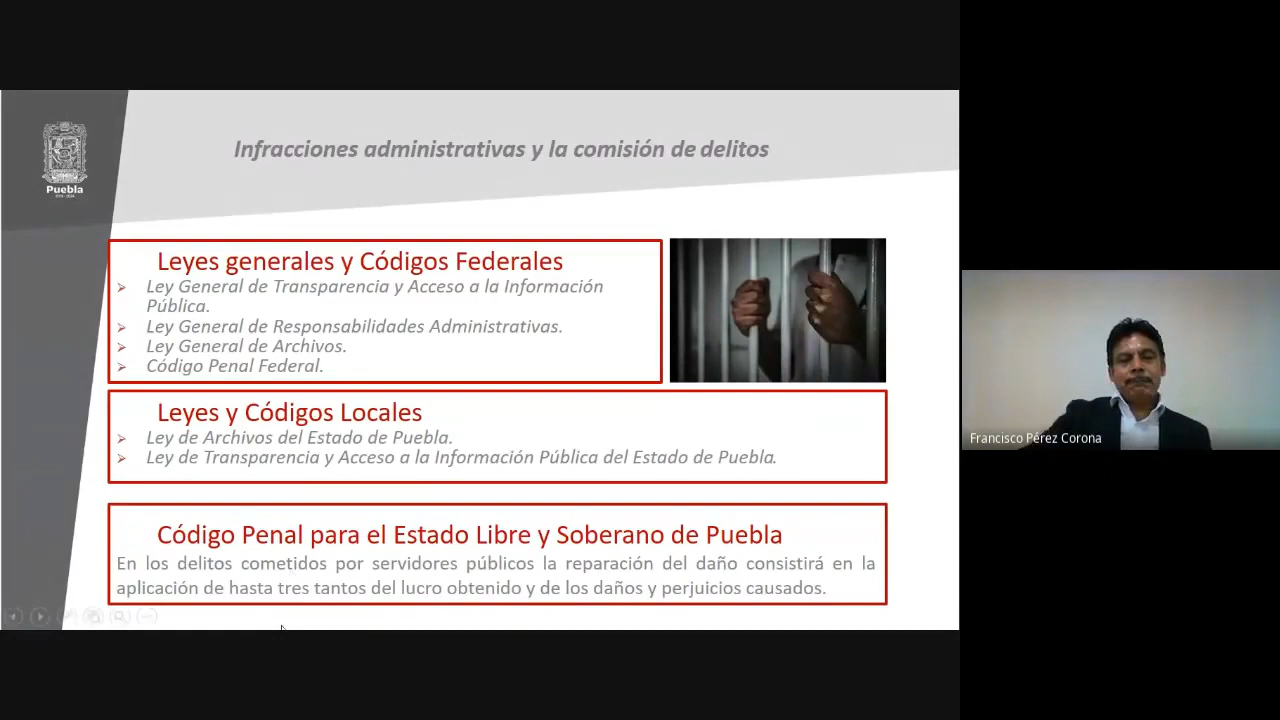 Infracciones administrativas y la comisión de delitos
Puebla
Leyes generales y Códigos Federales
➢ Ley General de Transparencia y Acceso a la Información
Pública.
➢ Ley General de Responsabilidades Administrativas.
➢ Ley General de Archivos.
➢ Código Penal Federal.
Leyes y Códigos Locales
➢ Ley de Archivos del Estado de Puebla.
➢ Ley de Transparencia y Acceso a la Información Pública del Estado de Puebla.
Código Penal para el Estado Libre y Soberano de Puebla
En los delitos cometidos por servidores públicos la reparación del daño consistirá en la
aplicación de hasta tres tantos del lucro obtenido y de los daños y perjuicios causados.
Francisco Pérez Corona